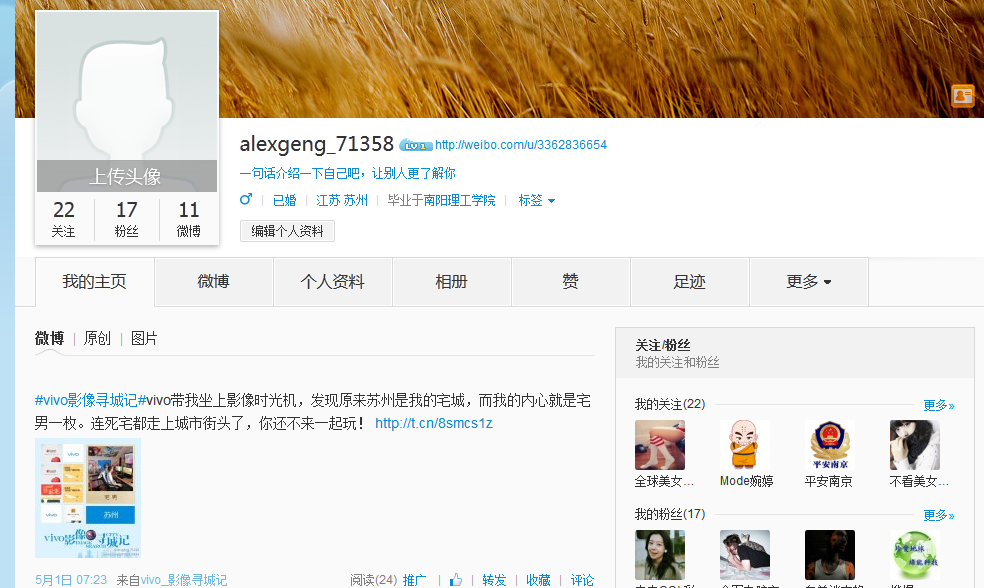 上传头像
22 17 11
关注 粉丝 微博
alexgeng_71358 LV 1 http://weibo.com/u/3362836654
一句话介绍一下自己吧，让别人更了解你
已婚 | 江苏 苏州 | 毕业于南阳理工学院 | 标签
编辑个人资料
我的主页 微博 个人资料 相册 赞 足迹 更多
微博 | 原创 | 图片
#vivo影像寻城记#vivo带我坐上影像时光机，发现原来苏州是我的宅城，而我的内心就是宅
男一枚。连死宅都走上城市街头了，你还不来一起玩！ http://t.cn/8smcs1z
vivo
宅 男
苏州
vivo
vivo影像寻城记
5月1日 07:23 来自vivo_影像寻城记
阅读(24) 推广 | 转发 | 收藏 | 评论
关注/粉丝
我的关注和粉丝
我的关注(22) 更多»
平安南京
全球美女... Mode婉婷 平安南京 不看美女...
我的粉丝(17) 更多»
珍爱地球